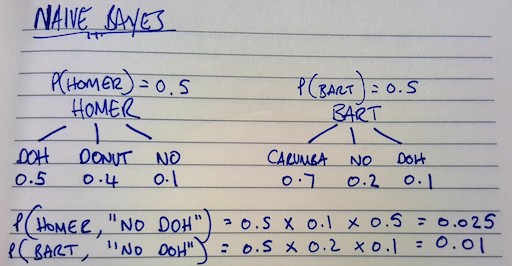 NAIVE BAYES
P(HOMER) = 0.5 P(BART) = 0.5
HOMER BART
DOH DONUT NO CARUMBA NO DOH
0.5 0.4 0.1 0.7 0.2 0.1
P(HOMER, "NO DOH") = 0.5 x 0.1 x 0.5 = 0.025
P(BART, "NO DOH") = 0.5 x 0.2 x 0.1 = 0.01